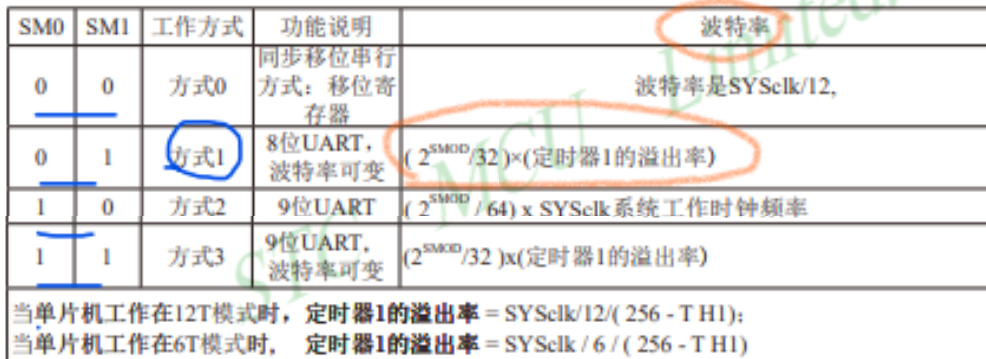 SM0 SM1 工作方式 功能说明 波特率
0 0 方式0 同步移位串行方式：移位寄存器 波特率是SYSclk/12,
0 1 方式1 8位UART，波特率可变 ( 2^SMOD/32 )×(定时器1的溢出率)
1 0 方式2 9位UART ( 2^SMOD / 64) x SYSclk系统工作时钟频率
1 1 方式3 9位UART，波特率可变 (2^SMOD/32 )x(定时器1的溢出率)
当单片机工作在12T模式时，定时器1的溢出率 = SYSclk/12/( 256 - T H1);
当单片机工作在6T模式时， 定时器1的溢出率 = SYSclk / 6 / ( 256 - T H1)
STC MCU Limited.